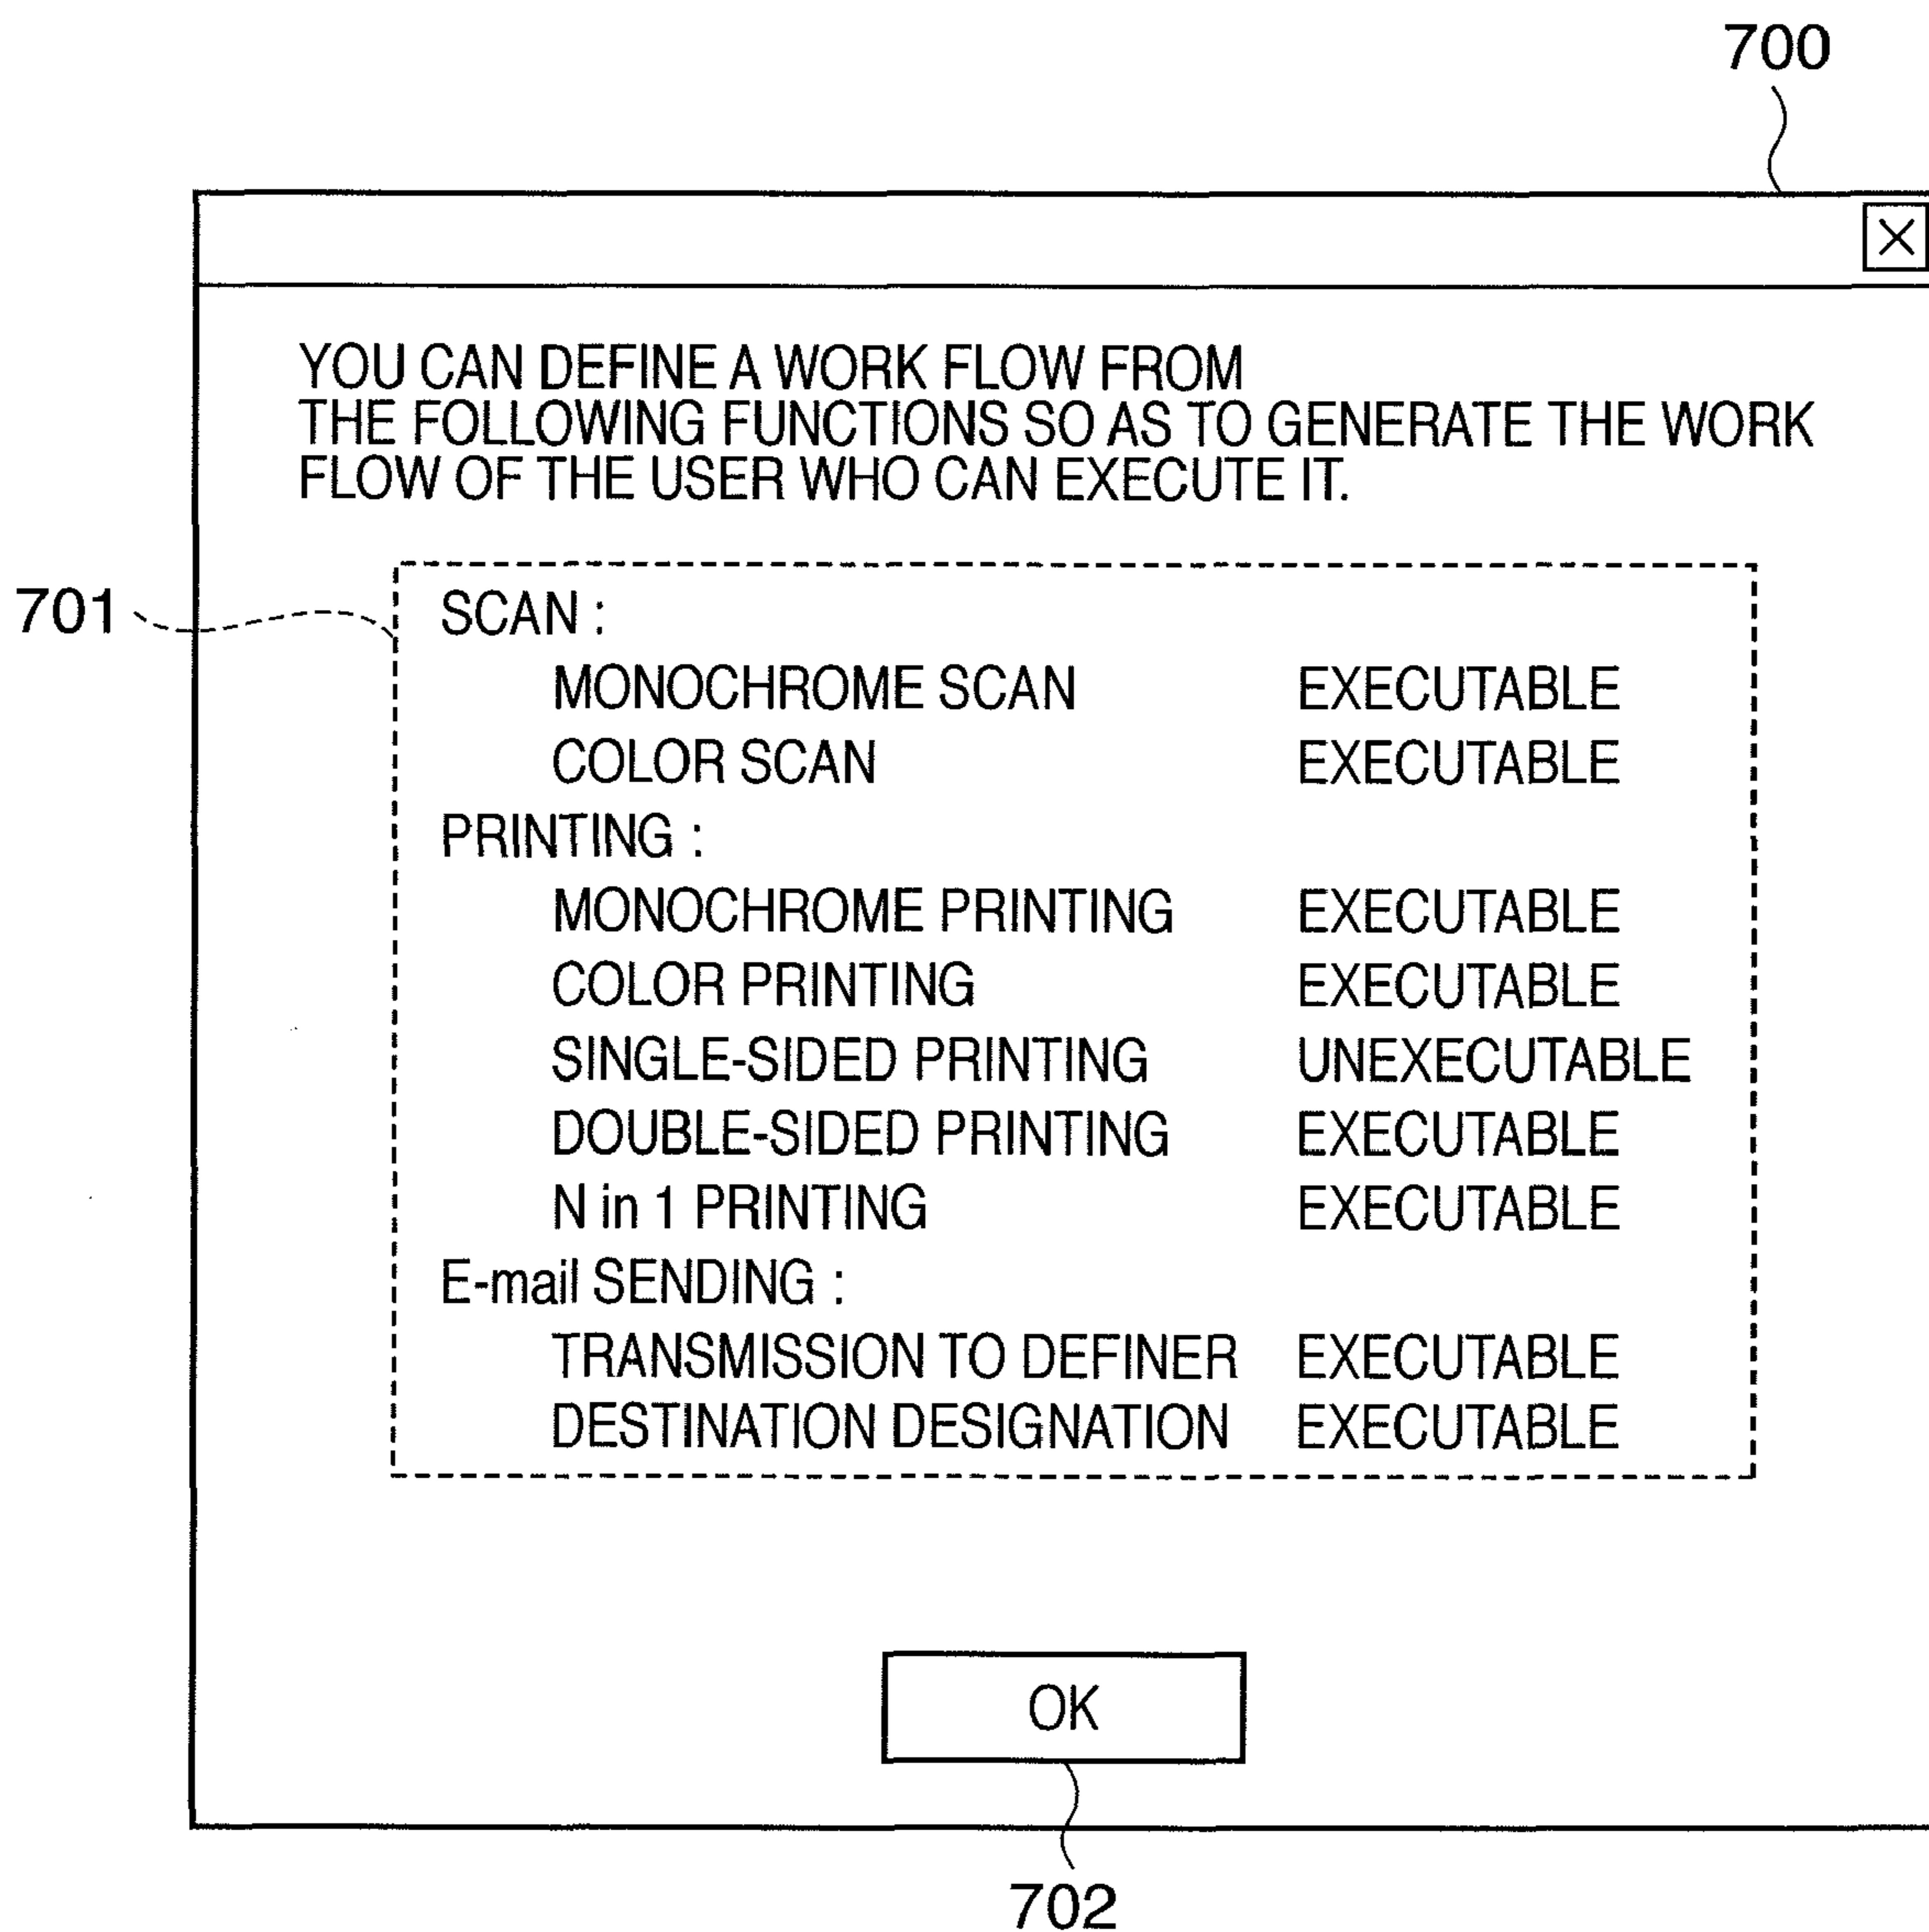 700
X
YOU CAN DEFINE A WORK FLOW FROM
THE FOLLOWING FUNCTIONS SO AS TO GENERATE THE WORK
FLOW OF THE USER WHO CAN EXECUTE IT.
701
SCAN :
MONOCHROME SCAN EXECUTABLE
COLOR SCAN EXECUTABLE
PRINTING :
MONOCHROME PRINTING EXECUTABLE
COLOR PRINTING EXECUTABLE
SINGLE-SIDED PRINTING UNEXECUTABLE
DOUBLE-SIDED PRINTING EXECUTABLE
N in 1 PRINTING EXECUTABLE
E-mail SENDING :
TRANSMISSION TO DEFINER EXECUTABLE
DESTINATION DESIGNATION EXECUTABLE
OK
702